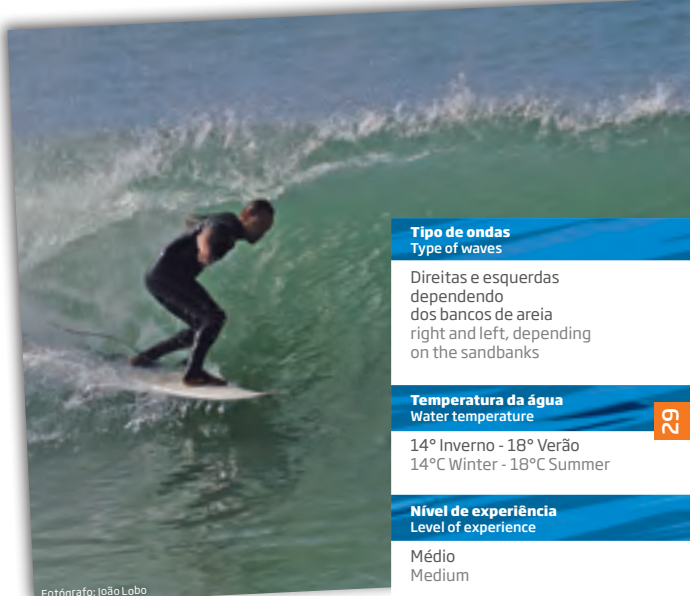 Tipo de ondas
Type of waves
Direitas e esquerdas
dependendo
dos bancos de areia
right and left, depending
on the sandbanks
Temperatura da água
Water temperature
29
14° Inverno - 18° Verão
14°C Winter - 18°C Summer
Nível de experiência
Level of experience
Médio
Medium
Fotógrafo: João Lobo